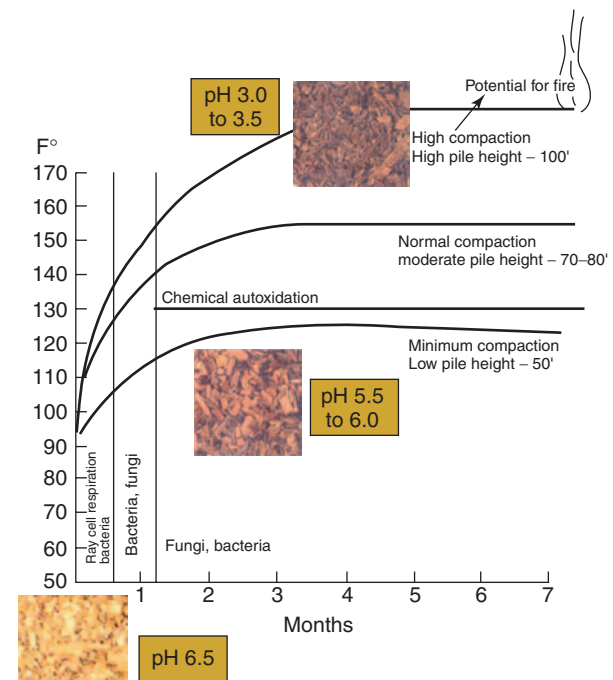 Potential for fire
pH 3.0
to 3.5
High compaction
High pile height – 100'
F°
170
160
150
140
130
120
110
100
90
80
70
60
50
Normal compaction
moderate pile height – 70–80'
Chemical autoxidation
Minimum compaction
Low pile height – 50'
pH 5.5
to 6.0
Ray cell respiration
bacteria
Bacteria, fungi
Fungi, bacteria
1
2
3
4
5
6
7
Months
pH 6.5